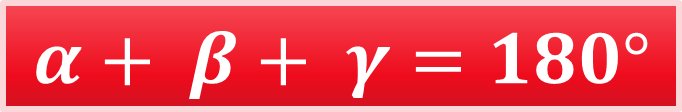 α + β + γ = 180°